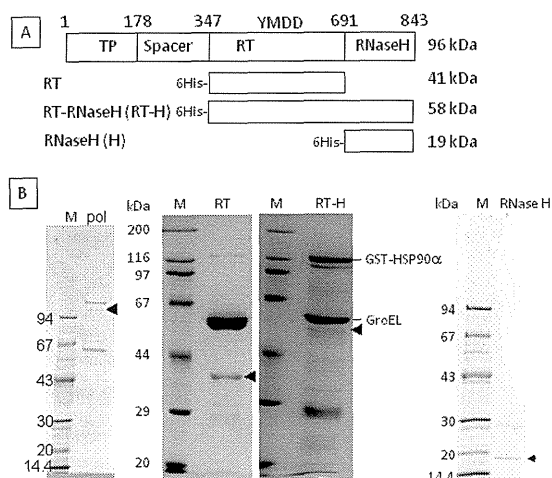 A
1 178 347 YMDD 691 843
TP Spacer RT RNaseH 96 kDa
RT 6His- 41 kDa
RT-RNaseH (RT-H) 6His- 58 kDa
RNaseH (H) 6His- 19 kDa
B
M pol
94
67
43
30
20
14.4
kDa M RT M RT-H
200
116
97
67
44
29
20
GST-HSP90α
GroEL
kDa M RNase H
94
67
43
30
20
14.4